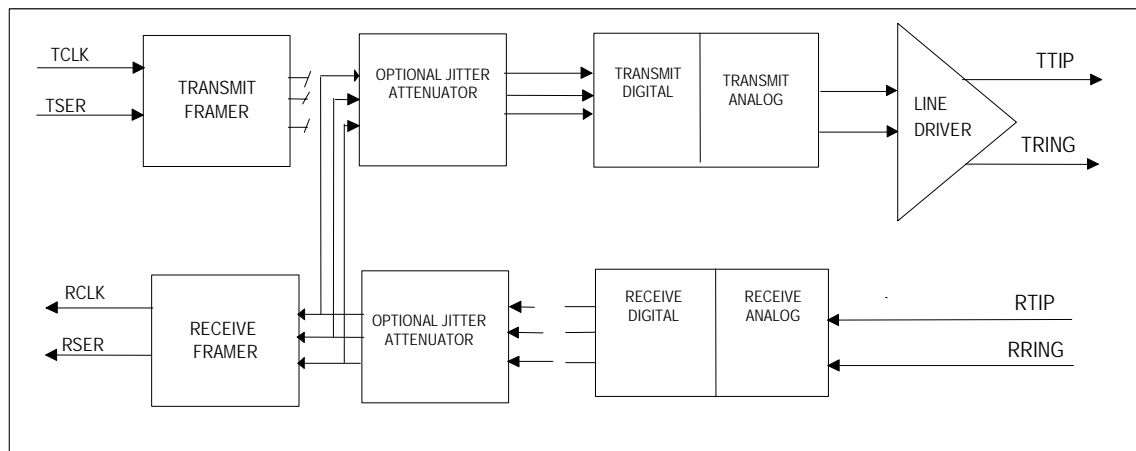 TCLK
TSER
TRANSMIT
FRAMER
OPTIONAL JITTER
ATTENUATOR
TRANSMIT
DIGITAL
TRANSMIT
ANALOG
LINE
DRIVER
TTIP
TRING
RCLK
RSER
RECEIVE
FRAMER
OPTIONAL JITTER
ATTENUATOR
RECEIVE
DIGITAL
RECEIVE
ANALOG
RTIP
RRING